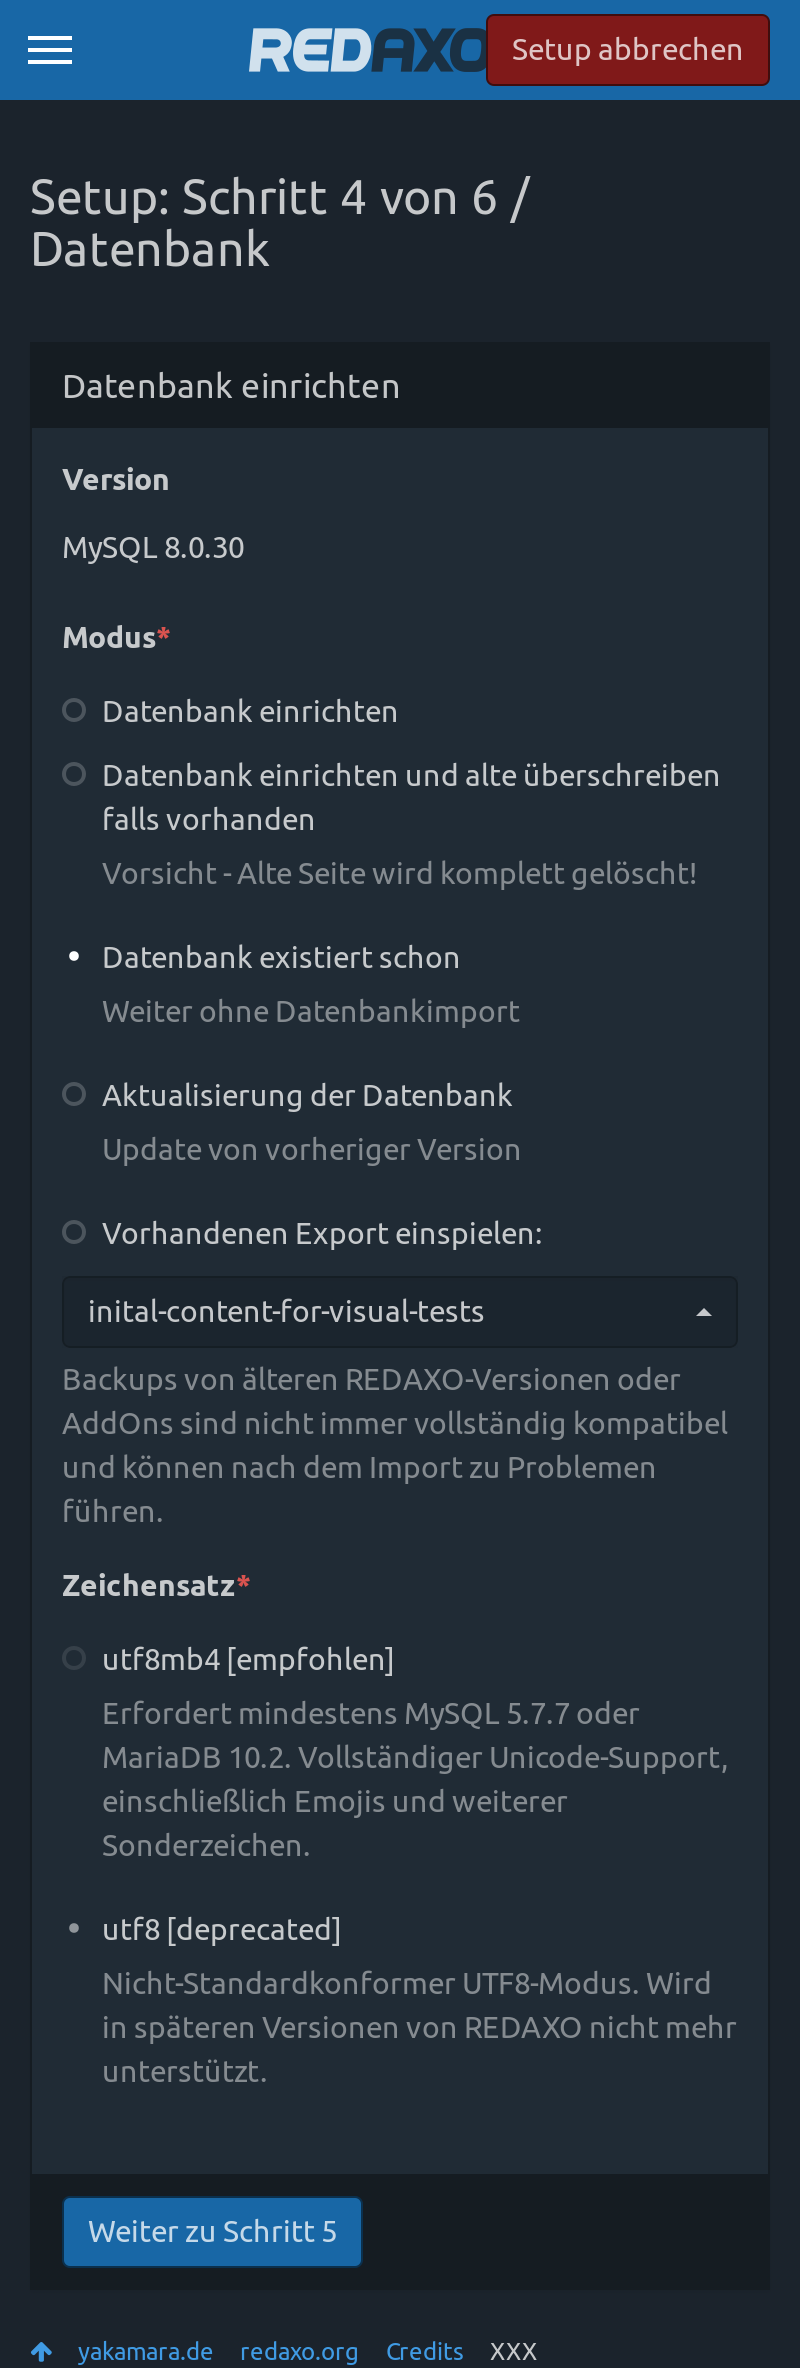 REDAXO
Setup abbrechen
Setup: Schritt 4 von 6 /
Datenbank
Datenbank einrichten
Version
MySQL 8.0.30
Modus*
Datenbank einrichten
Datenbank einrichten und alte überschreiben
falls vorhanden
Vorsicht - Alte Seite wird komplett gelöscht!
Datenbank existiert schon
Weiter ohne Datenbankimport
Aktualisierung der Datenbank
Update von vorheriger Version
Vorhandenen Export einspielen:
inital-content-for-visual-tests
Backups von älteren REDAXO-Versionen oder
AddOns sind nicht immer vollständig kompatibel
und können nach dem Import zu Problemen
führen.
Zeichensatz*
utf8mb4 [empfohlen]
Erfordert mindestens MySQL 5.7.7 oder
MariaDB 10.2. Vollständiger Unicode-Support,
einschließlich Emojis und weiterer
Sonderzeichen.
utf8 [deprecated]
Nicht-Standardkonformer UTF8-Modus. Wird
in späteren Versionen von REDAXO nicht mehr
unterstützt.
Weiter zu Schritt 5
yakamara.de redaxo.org Credits XXX